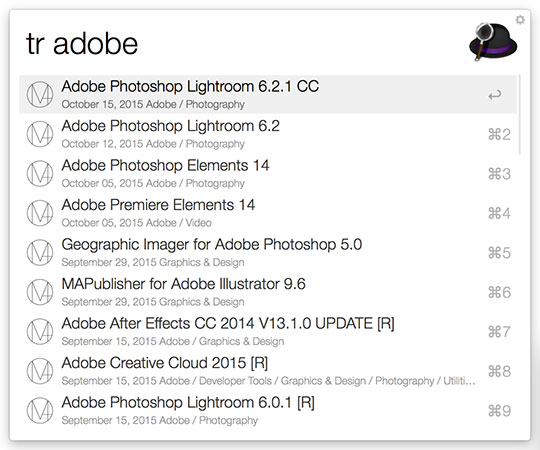 tr adobe
Adobe Photoshop Lightroom 6.2.1 CC
October 15, 2015 Adobe / Photography
↩
Adobe Photoshop Lightroom 6.2
October 12, 2015 Adobe / Photography
⌘2
Adobe Photoshop Elements 14
October 05, 2015 Adobe / Photography
⌘3
Adobe Premiere Elements 14
October 05, 2015 Adobe / Video
⌘4
Geographic Imager for Adobe Photoshop 5.0
September 29, 2015 Graphics & Design
⌘5
MAPublisher for Adobe Illustrator 9.6
September 29, 2015 Graphics & Design
⌘6
Adobe After Effects CC 2014 V13.1.0 UPDATE [R]
September 15, 2015 Adobe / Graphics & Design
⌘7
Adobe Creative Cloud 2015 [R]
September 15, 2015 Adobe / Developer Tools / Graphics & Design / Photography / Utiliti…
⌘8
Adobe Photoshop Lightroom 6.0.1 [R]
September 15, 2015 Adobe / Photography
⌘9